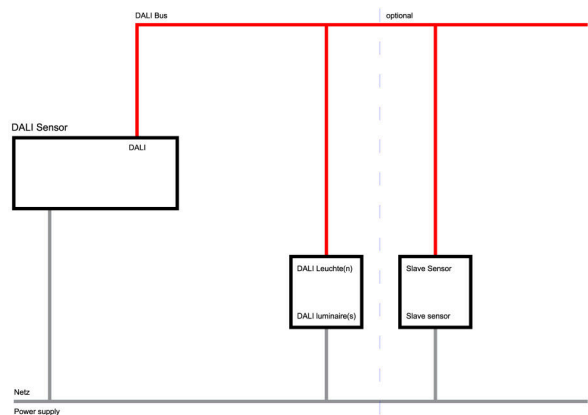 DALI Bus
optional
DALI Sensor
DALI
DALI Leuchte(n)
DALI luminaire(s)
Slave Sensor
Slave sensor
Netz
Power supply